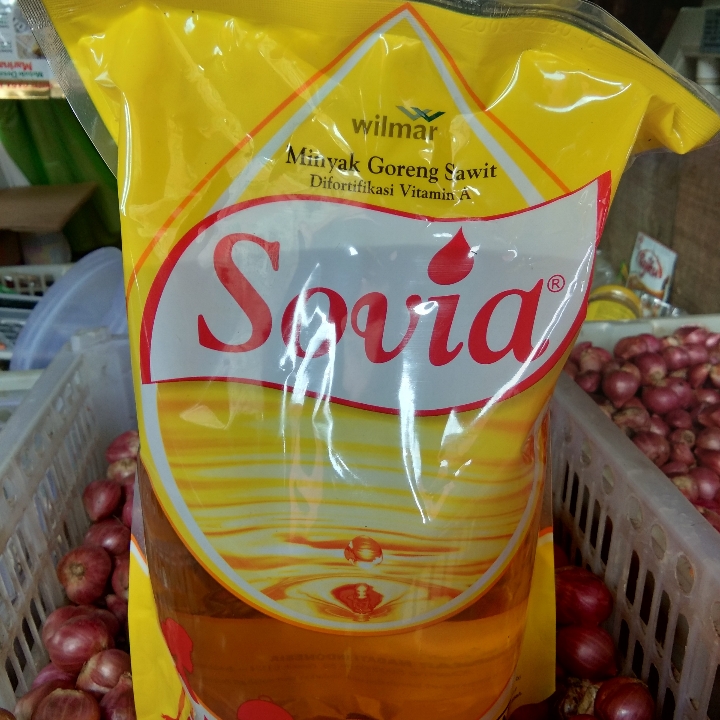 wilmar
Minyak Goreng Sawit
Difortifikasi Vitamin A
Sovia®